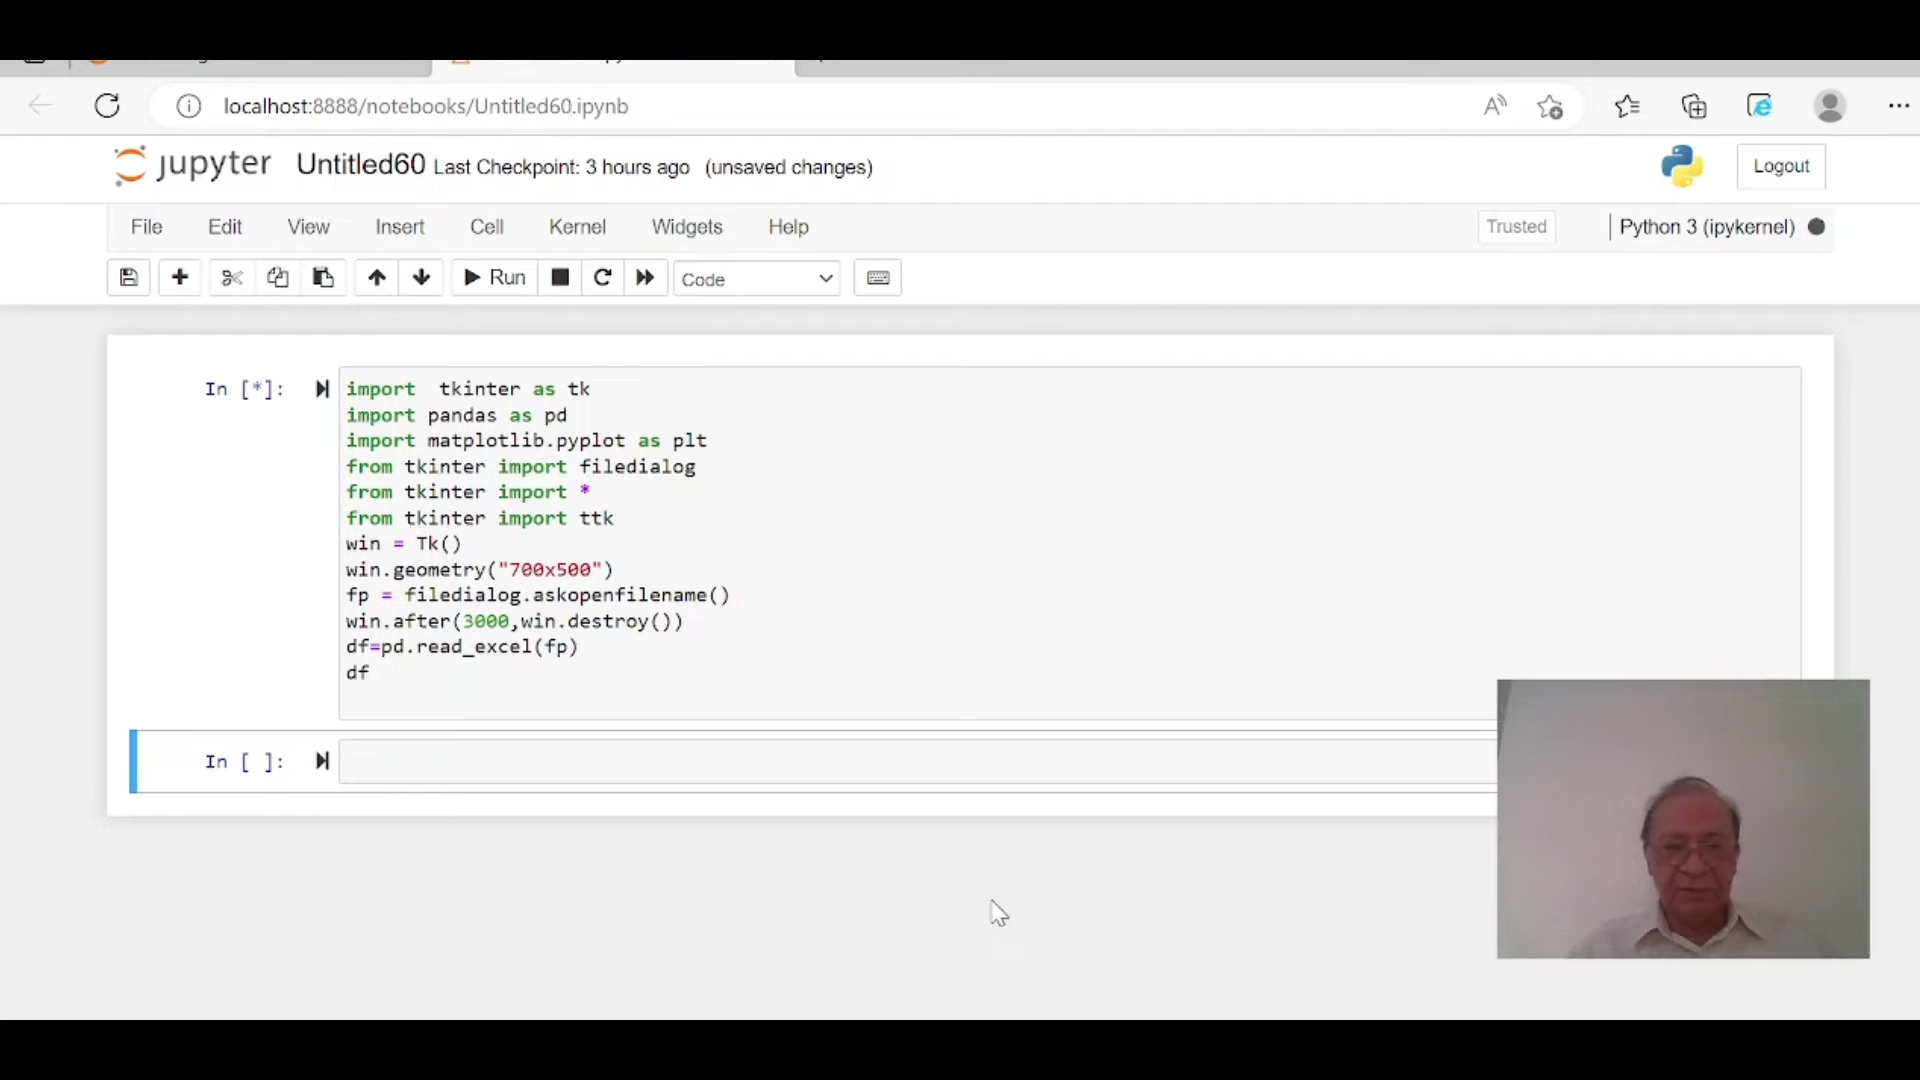 localhost:8888/notebooks/Untitled60.ipynb
jupyter Untitled60 Last Checkpoint: 3 hours ago (unsaved changes)
Logout
File Edit View Insert Cell Kernel Widgets Help
Trusted
Python 3 (ipykernel)
Run
Code
In [*]:
import  tkinter as tk
import pandas as pd
import matplotlib.pyplot as plt
from tkinter import filedialog
from tkinter import *
from tkinter import ttk
win = Tk()
win.geometry("700x500")
fp = filedialog.askopenfilename()
win.after(3000,win.destroy())
df=pd.read_excel(fp)
df
In [ ]: